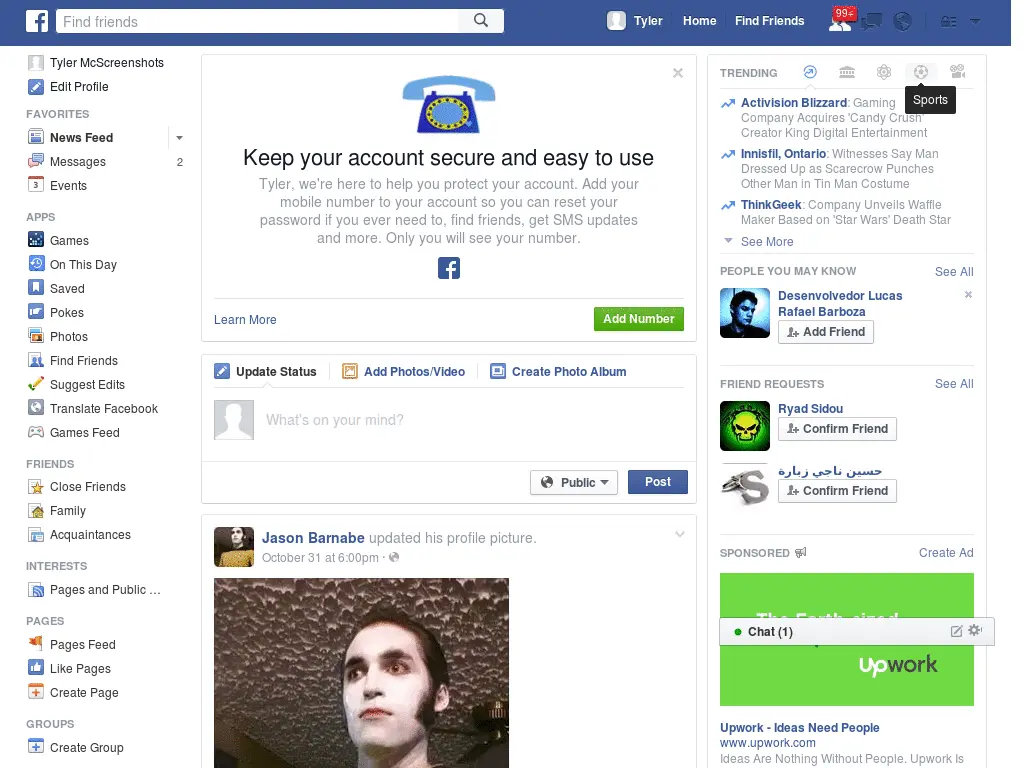 Find friends
Tyler
Home
Find Friends
99+
Tyler McScreenshots
Edit Profile
FAVORITES
News Feed
Messages 2
3 Events
APPS
Games
On This Day
Saved
Pokes
Photos
Find Friends
Suggest Edits
Translate Facebook
Games Feed
FRIENDS
Close Friends
Family
Acquaintances
INTERESTS
Pages and Public ...
PAGES
Pages Feed
Like Pages
Create Page
GROUPS
Create Group
Keep your account secure and easy to use
Tyler, we're here to help you protect your account. Add your
mobile number to your account so you can reset your
password if you ever need to, find friends, get SMS updates
and more. Only you will see your number.
Learn More
Add Number
Update Status
Add Photos/Video
Create Photo Album
What's on your mind?
Public
Post
Jason Barnabe updated his profile picture.
October 31 at 6:00pm ·
TRENDING
Sports
Activision Blizzard: Gaming
Company Acquires 'Candy Crush'
Creator King Digital Entertainment
Innisfil, Ontario: Witnesses Say Man
Dressed Up as Scarecrow Punches
Other Man in Tin Man Costume
ThinkGeek: Company Unveils Waffle
Maker Based on 'Star Wars' Death Star
See More
PEOPLE YOU MAY KNOW See All
Desenvolvedor Lucas
Rafael Barboza
Add Friend
FRIEND REQUESTS See All
Ryad Sidou
Confirm Friend
حسين ناجي زبارة
Confirm Friend
SPONSORED Create Ad
The Earth-sized
Chat (1)
upwork
Upwork - Ideas Need People
www.upwork.com
Ideas Are Nothing Without People. Upwork Is